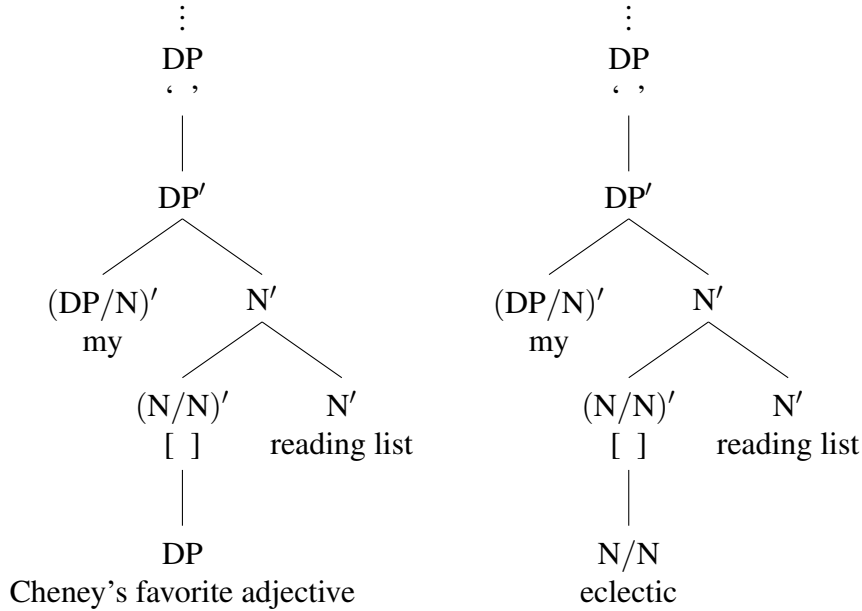 ⋮ ⋮
DP DP
‘ ’ ‘ ’
DP′ DP′
(DP/N)′ N′ (DP/N)′ N′
my my
(N/N)′ N′ (N/N)′ N′
[ ] reading list [ ] reading list
DP N/N
Cheney's favorite adjective eclectic